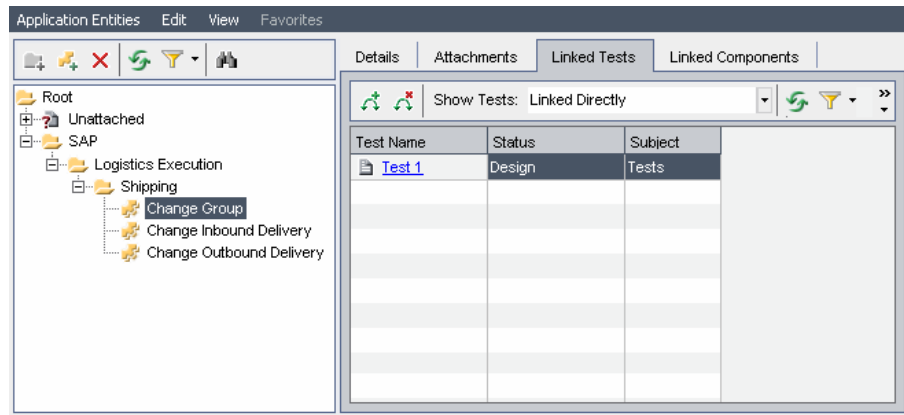 Application Entities Edit View Favorites
Details Attachments Linked Tests Linked Components
Show Tests: Linked Directly
Root
Unattached
SAP
Logistics Execution
Shipping
Change Group
Change Inbound Delivery
Change Outbound Delivery
Test Name Status Subject
Test 1 Design Tests